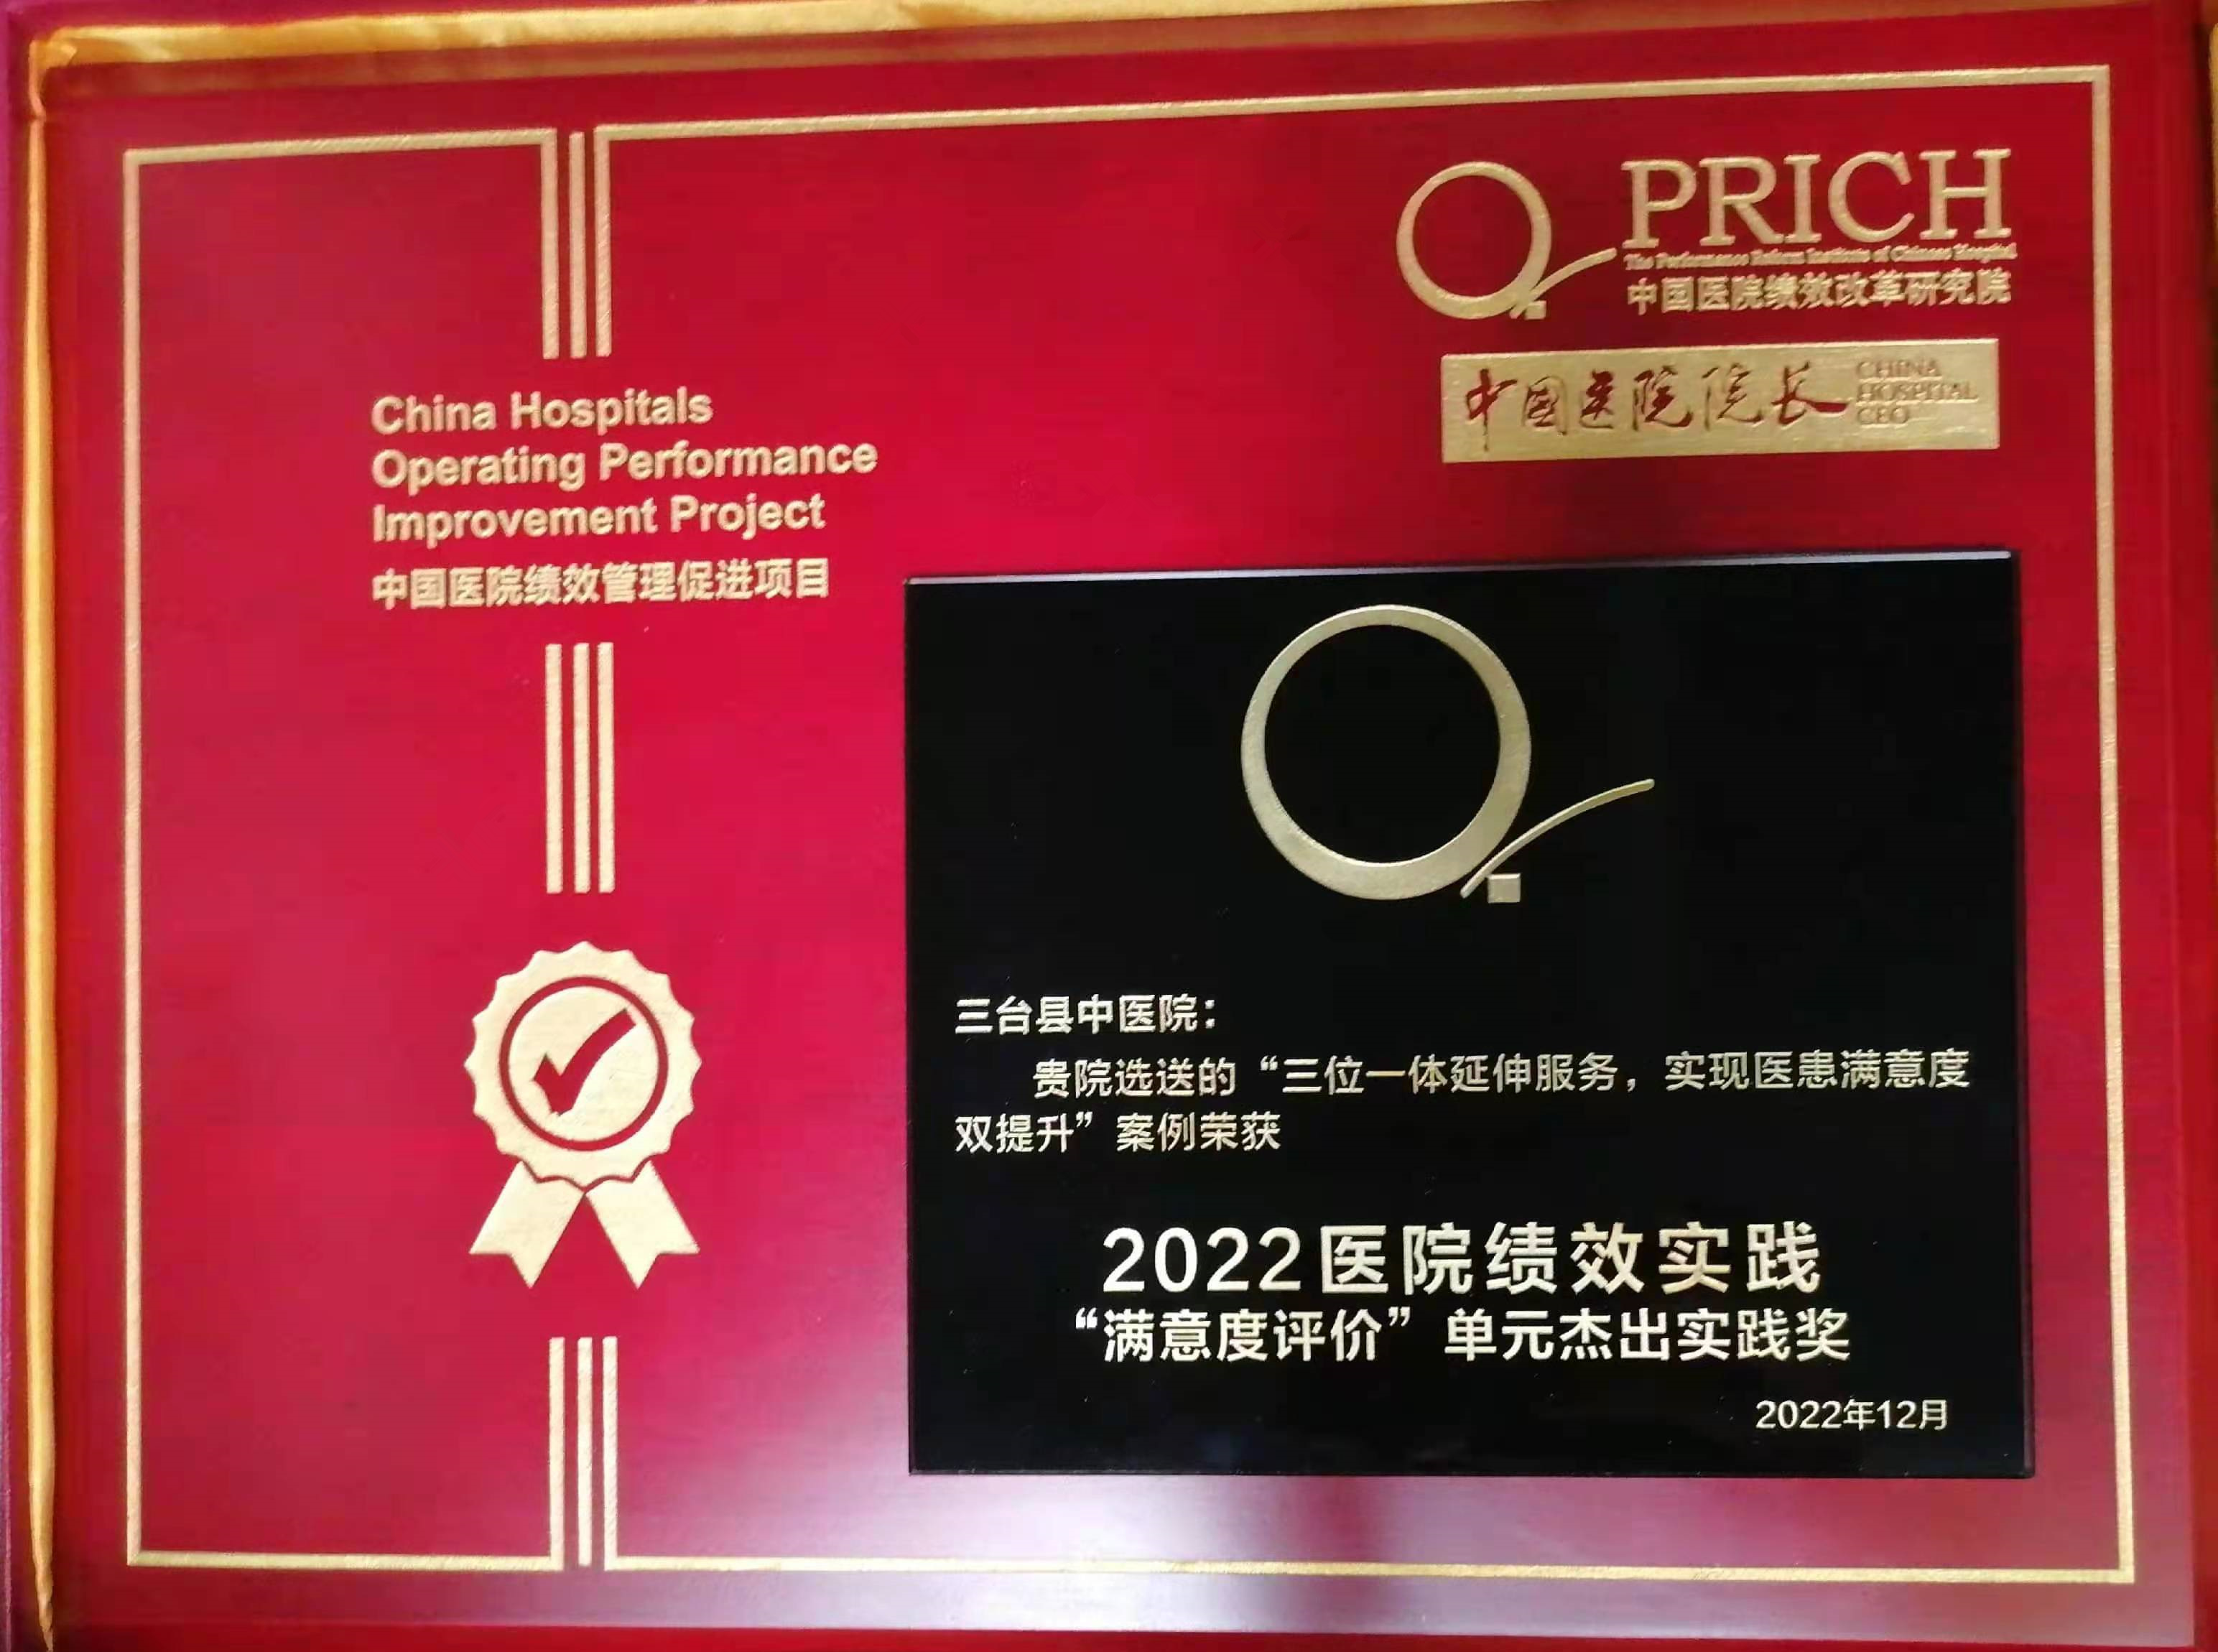 PRICH
The Performance Reform Institute of Chinese Hospital
中国医院绩效改革研究院
中国医院院长
CHINA
HOSPITAL
CEO
China Hospitals
Operating Performance
Improvement Project
中国医院绩效管理促进项目
三台县中医院：
贵院选送的“三位一体延伸服务，实现医患满意度
双提升”案例荣获
2022医院绩效实践
“满意度评价”单元杰出实践奖
2022年12月